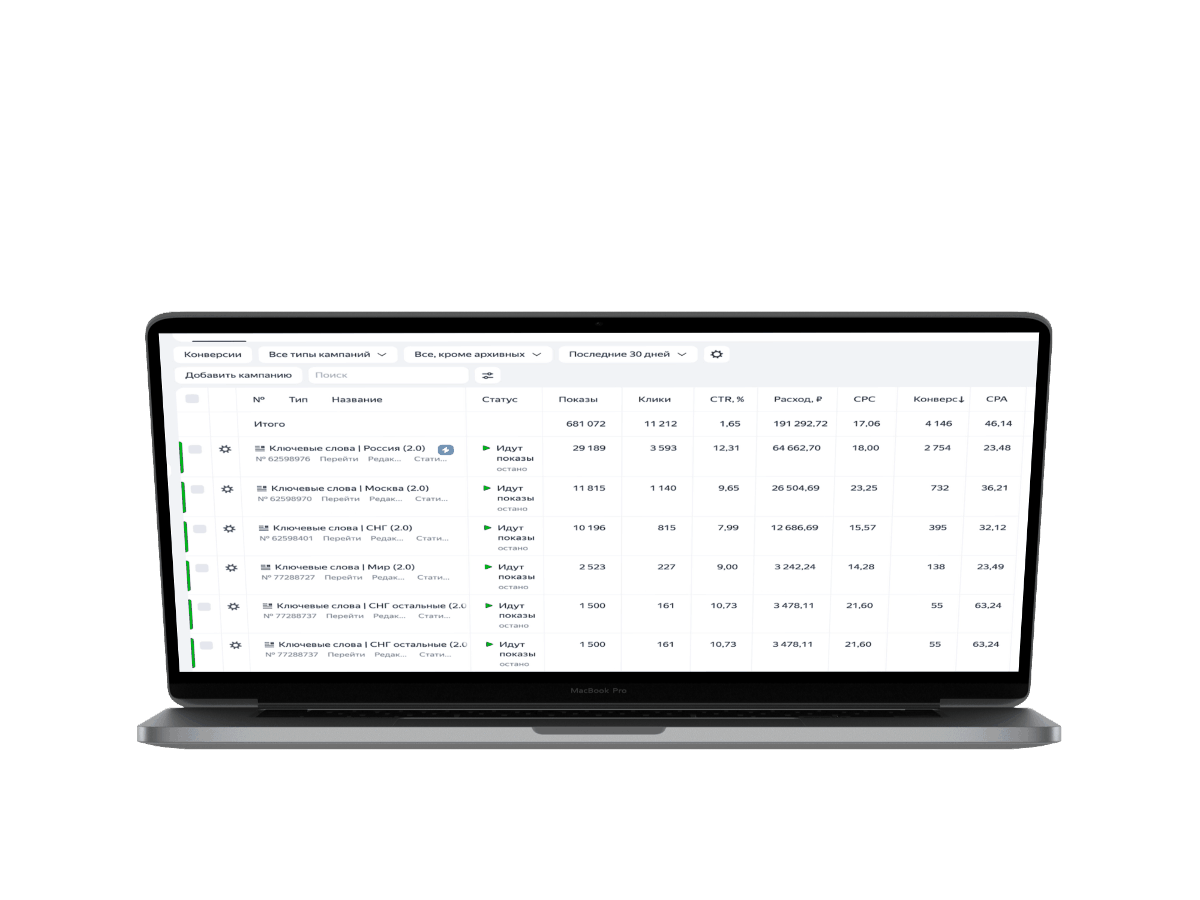 Конверсии Все типы кампаний Все, кроме архивных Последние 30 дней
Добавить кампанию Поиск
№ Тип Название Статус Показы Клики CTR, % Расход, ₽ CPC Конверс↓ CPA
Итого 681 072 11 212 1,65 191 292,72 17,06 4 146 46,14
Ключевые слова | Россия (2.0) Идут 29 189 3 593 12,31 64 662,70 18,00 2 754 23,48
№ 62598976 Перейти Редак... Стати... показы
остано
Ключевые слова | Москва (2.0) Идут 11 815 1 140 9,65 26 504,69 23,25 732 36,21
№ 62598970 Перейти Редак... Стати... показы
остано
Ключевые слова | СНГ (2.0) Идут 10 196 815 7,99 12 686,69 15,57 395 32,12
№ 62598401 Перейти Редак... Стати... показы
остано
Ключевые слова | Мир (2.0) Идут 2 523 227 9,00 3 242,24 14,28 138 23,49
№ 77288727 Перейти Редак... Стати... показы
остано
Ключевые слова | СНГ остальные (2.0 Идут 1 500 161 10,73 3 478,11 21,60 55 63,24
№ 77288737 Перейти Редак... Стати... показы
остано
Ключевые слова | СНГ остальные (2.0 Идут 1 500 161 10,73 3 478,11 21,60 55 63,24
№ 77288737 Перейти Редак... Стати... показы
остано
MacBook Pro